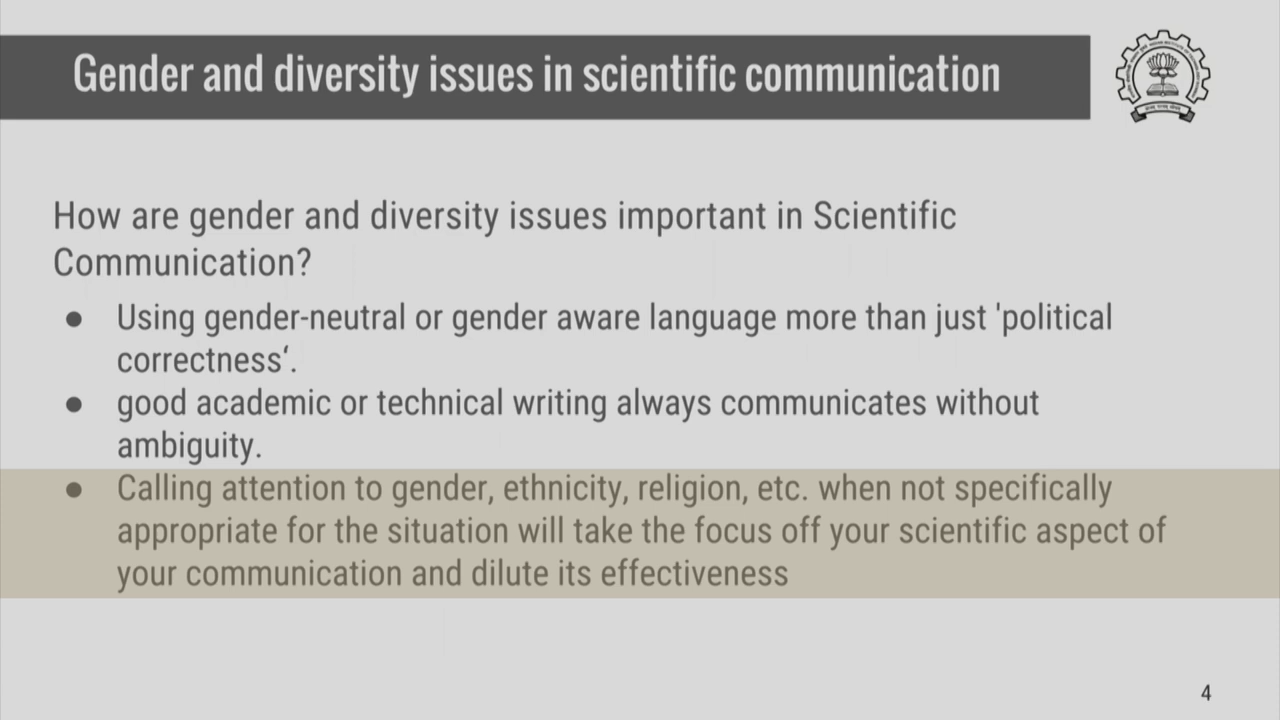 Gender and diversity issues in scientific communication
How are gender and diversity issues important in Scientific
Communication?
● Using gender-neutral or gender aware language more than just 'political
correctness‘.
● good academic or technical writing always communicates without
ambiguity.
● Calling attention to gender, ethnicity, religion, etc. when not specifically
appropriate for the situation will take the focus off your scientific aspect of
your communication and dilute its effectiveness
4